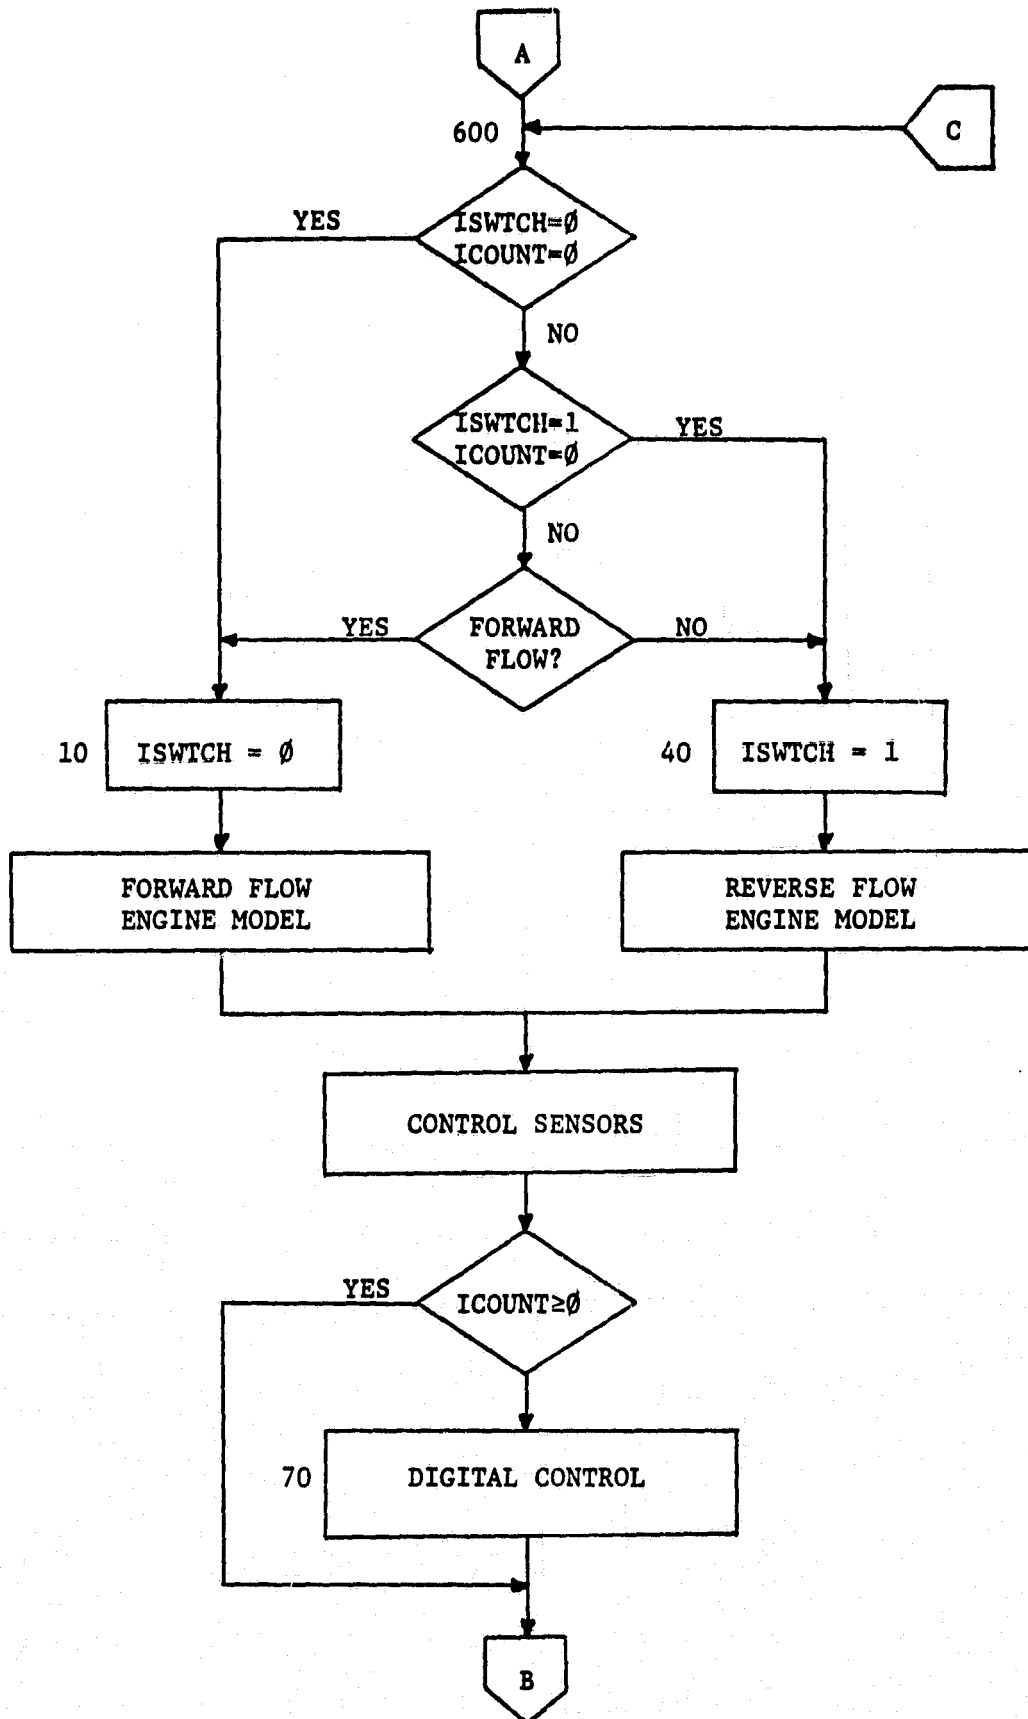 A
600
C
YES
ISWTCH=Ø
ICOUNT=Ø
NO
ISWTCH=1
ICOUNT=Ø
YES
NO
YES
FORWARD
FLOW?
NO
10
ISWTCH = Ø
40
ISWTCH = 1
FORWARD FLOW
ENGINE MODEL
REVERSE FLOW
ENGINE MODEL
CONTROL SENSORS
YES
ICOUNT≥Ø
70
DIGITAL CONTROL
B